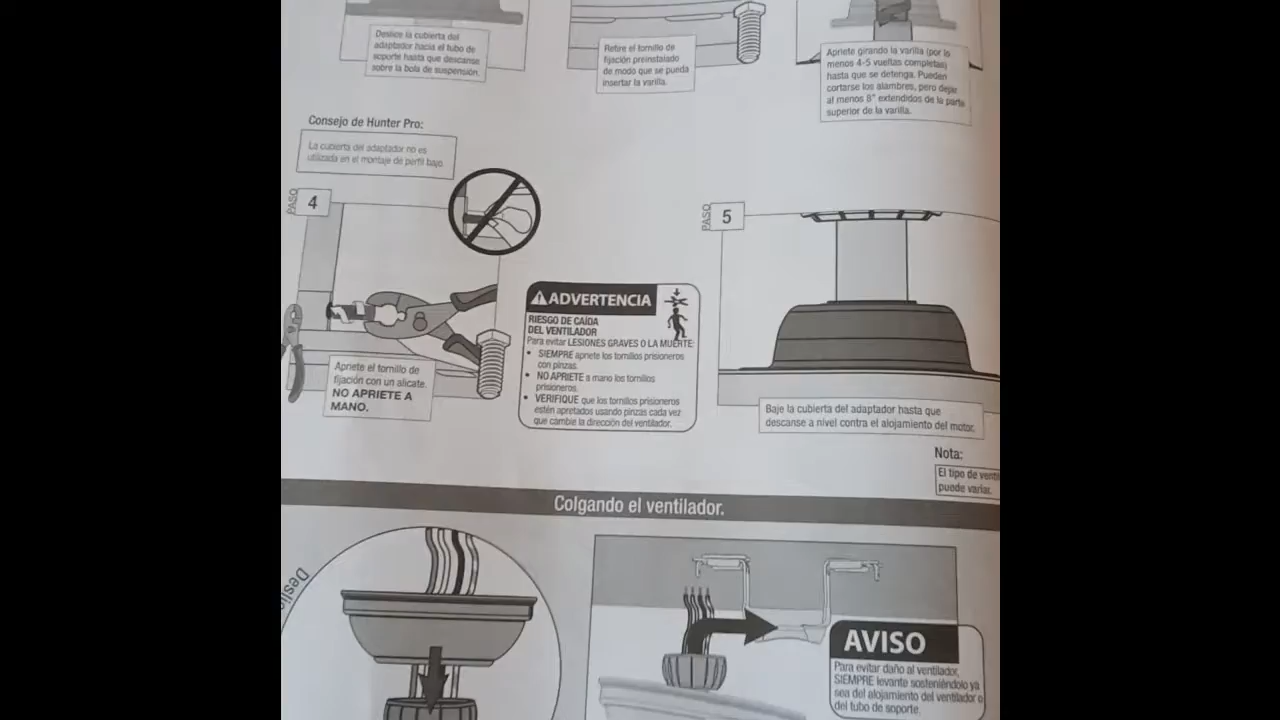 Deslice la cubierta del
adaptador hacia el tubo de
soporte hasta que descanse
sobre la bola de suspensión.
Retire el tornillo de
fijación preinstalado
de modo que se pueda
insertar la varilla.
Apriete girando la varilla (por lo
menos 4-5 vueltas completas)
hasta que se detenga. Pueden
cortarse los alambres, pero dejar
al menos 8" extendidos de la parte
superior de la varilla.
Consejo de Hunter Pro:
La cubierta del adaptador no es
utilizada en el montaje de perfil bajo
PASO 4
Apriete el tornillo de
fijación con un alicate.
NO APRIETE A
MANO.
ADVERTENCIA
RIESGO DE CAÍDA
DEL VENTILADOR
Para evitar LESIONES GRAVES O LA MUERTE:
• SIEMPRE apriete los tornillos prisioneros
con pinzas.
• NO APRIETE a mano los tornillos
prisioneros.
• VERIFIQUE que los tornillos prisioneros
estén apretados usando pinzas cada vez
que cambie la dirección del ventilador.
PASO 5
Baje la cubierta del adaptador hasta que
descanse a nivel contra el alojamiento del motor.
Nota:
El tipo de venti
puede variar.
Colgando el ventilador.
Deslic
AVISO
Para evitar daño al ventilador,
SIEMPRE levante sosteniéndolo ya
sea del alojamiento del ventilador o
del tubo de soporte.